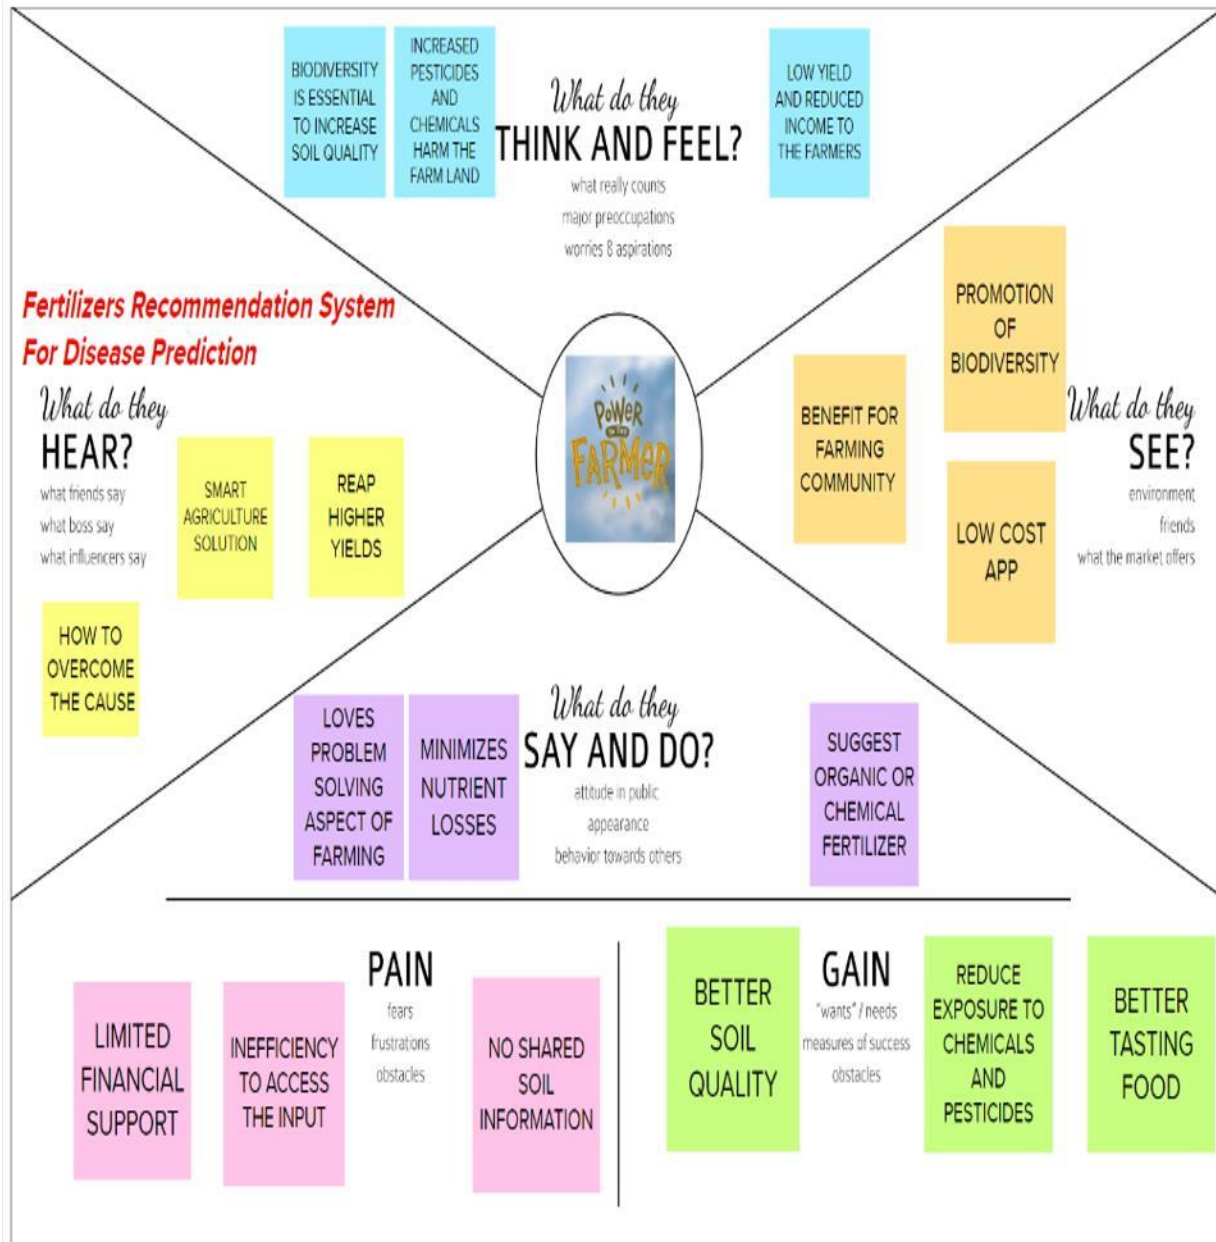 BIODIVERSITY
IS ESSENTIAL
TO INCREASE
SOIL QUALITY
INCREASED
PESTICIDES
AND
CHEMICALS
HARM THE
FARM LAND
What do they
THINK AND FEEL?
what really counts
major preoccupations
worries 8 aspirations
LOW YIELD
AND REDUCED
INCOME TO
THE FARMERS
Fertilizers Recommendation System
For Disease Prediction
What do they
HEAR?
what friends say
what boss say
what influencers say
SMART
AGRICULTURE
SOLUTION
REAP
HIGHER
YIELDS
HOW TO
OVERCOME
THE CAUSE
POWER
TO THE
FARMER
BENEFIT FOR
FARMING
COMMUNITY
PROMOTION
OF
BIODIVERSITY
LOW COST
APP
What do they
SEE?
environment
friends
what the market offers
LOVES
PROBLEM
SOLVING
ASPECT OF
FARMING
MINIMIZES
NUTRIENT
LOSSES
What do they
SAY AND DO?
attitude in public
appearance
behavior towards others
SUGGEST
ORGANIC OR
CHEMICAL
FERTILIZER
LIMITED
FINANCIAL
SUPPORT
INEFFICIENCY
TO ACCESS
THE INPUT
PAIN
fears
frustrations
obstacles
NO SHARED
SOIL
INFORMATION
BETTER
SOIL
QUALITY
GAIN
"wants" / needs
measures of success
obstacles
REDUCE
EXPOSURE TO
CHEMICALS
AND
PESTICIDES
BETTER
TASTING
FOOD